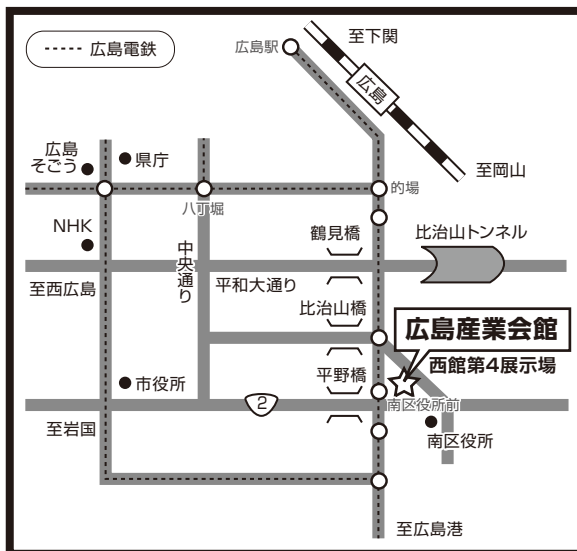 広島電鉄
広島駅
至下関
広島
至岡山
広島
そごう
県庁
八丁堀
的場
NHK
中央通り
鶴見橋
比治山トンネル
至西広島
平和大通り
比治山橋
広島産業会館
西館第4展示場
市役所
平野橋
2
南区役所前
至岩国
南区役所
至広島港